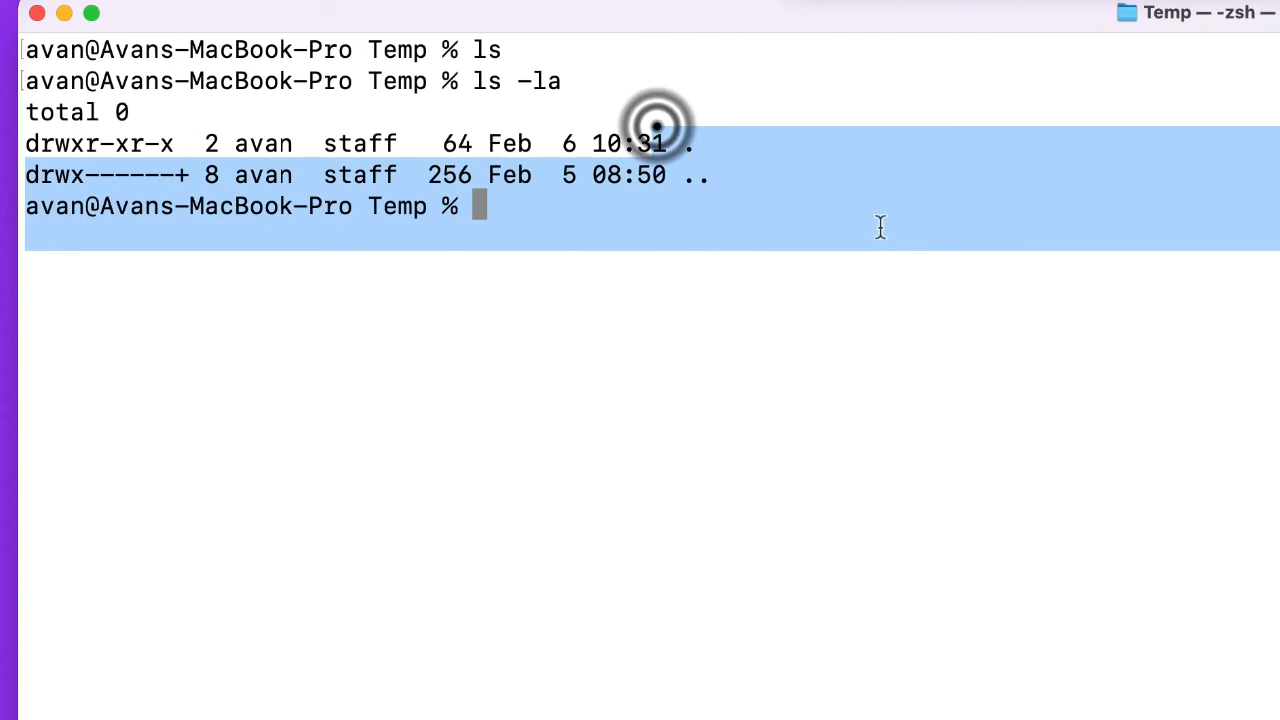 Temp — -zsh —
avan@Avans-MacBook-Pro Temp % ls
avan@Avans-MacBook-Pro Temp % ls -la
total 0
drwxr-xr-x  2 avan  staff   64 Feb  6 10:31 .
drwx------+ 8 avan  staff  256 Feb  5 08:50 ..
avan@Avans-MacBook-Pro Temp %